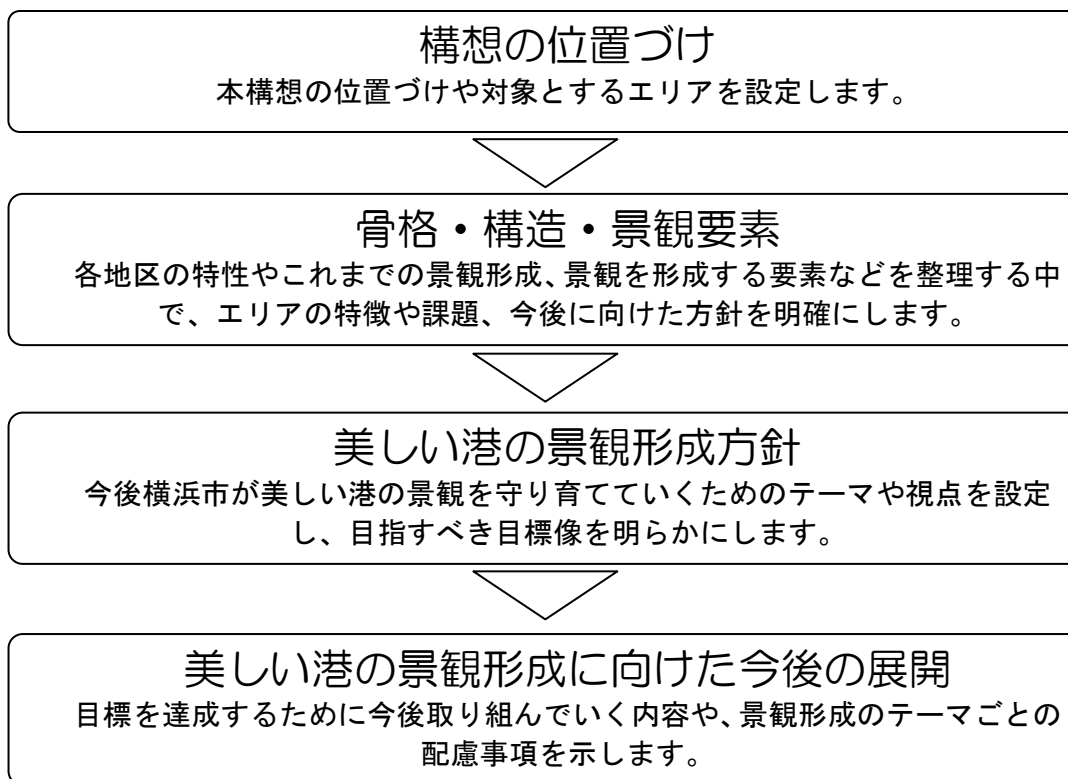 構想の位置づけ
本構想の位置づけや対象とするエリアを設定します。
骨格・構造・景観要素
各地区の特性やこれまでの景観形成、景観を形成する要素などを整理する中
で、エリアの特徴や課題、今後に向けた方針を明確にします。
美しい港の景観形成方針
今後横浜市が美しい港の景観を守り育てていくためのテーマや視点を設定
し、目指すべき目標像を明らかにします。
美しい港の景観形成に向けた今後の展開
目標を達成するために今後取り組んでいく内容や、景観形成のテーマごとの
配慮事項を示します。